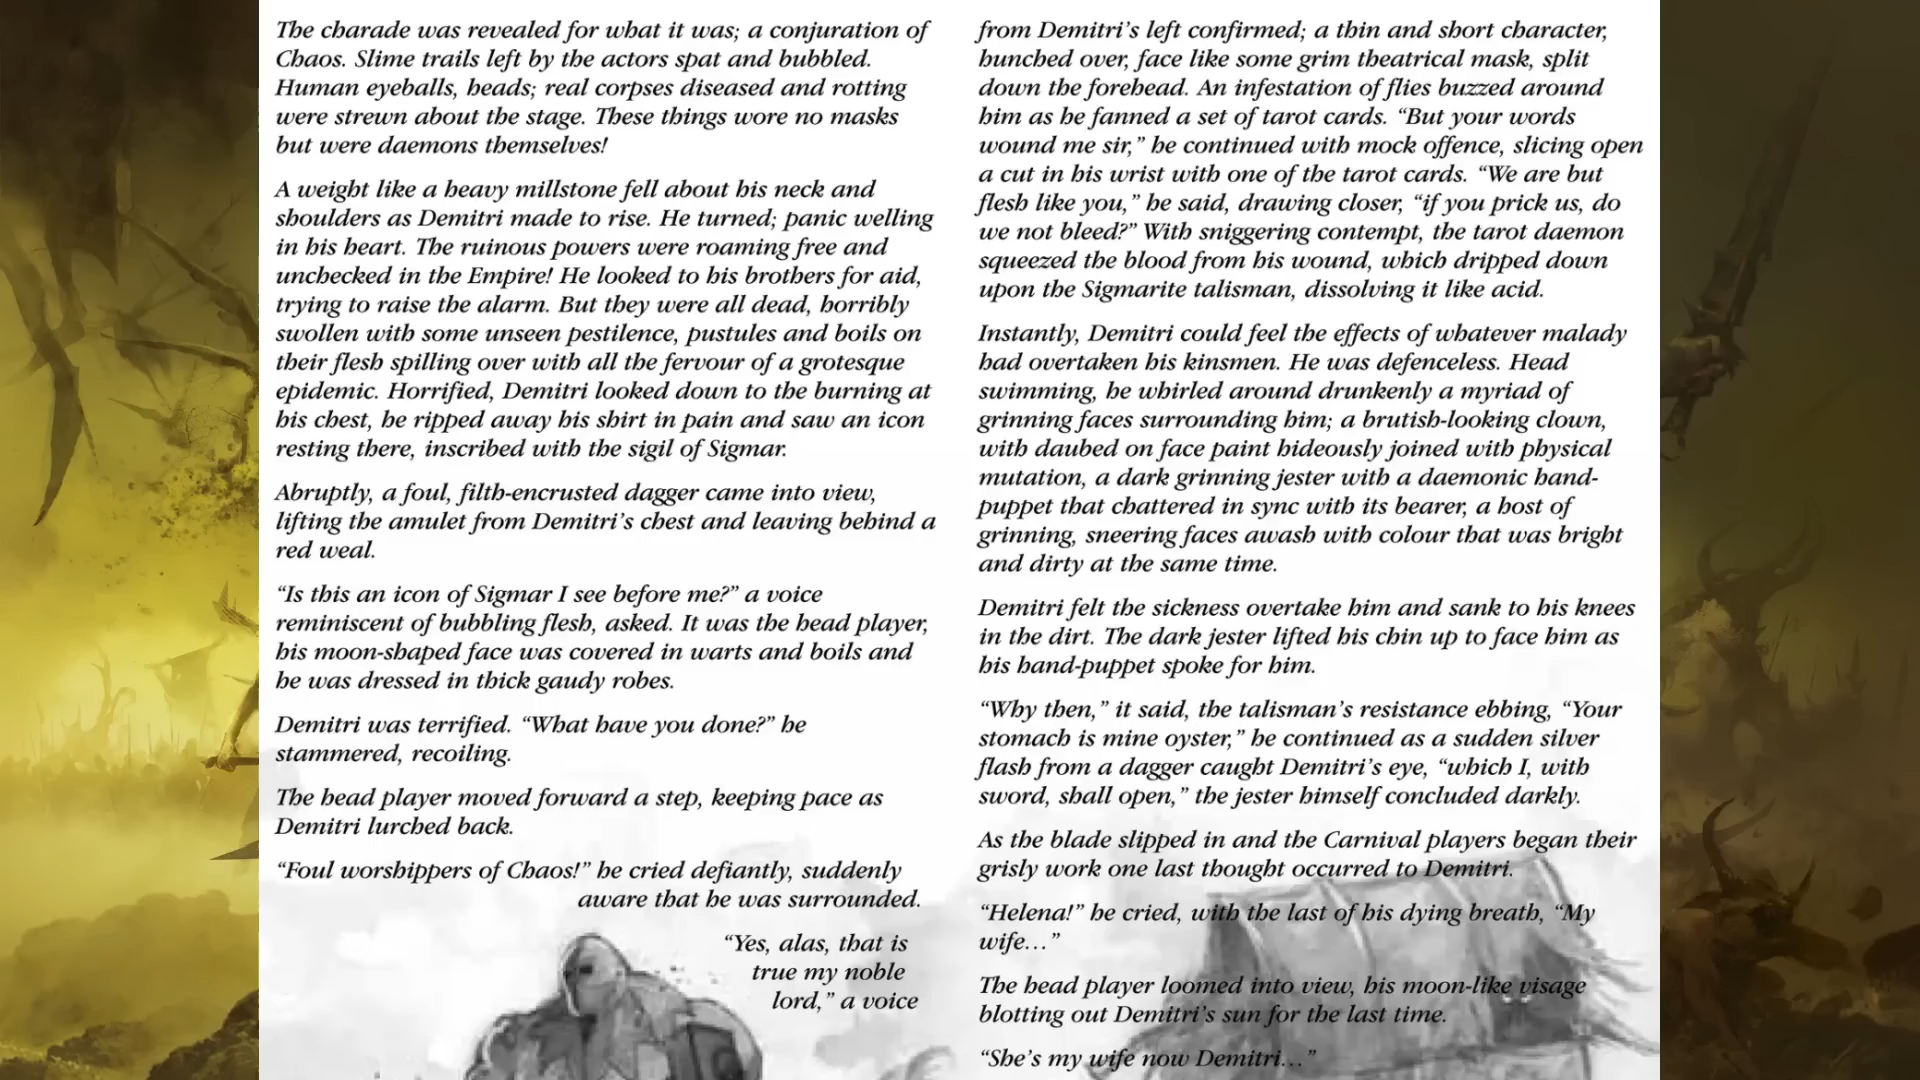 The charade was revealed for what it was; a conjuration of
Chaos. Slime trails left by the actors spat and bubbled.
Human eyeballs, heads; real corpses diseased and rotting
were strewn about the stage. These things wore no masks
but were daemons themselves!
A weight like a heavy millstone fell about his neck and
shoulders as Demitri made to rise. He turned; panic welling
in his heart. The ruinous powers were roaming free and
unchecked in the Empire! He looked to his brothers for aid,
trying to raise the alarm. But they were all dead, horribly
swollen with some unseen pestilence, pustules and boils on
their flesh spilling over with all the fervour of a grotesque
epidemic. Horrified, Demitri looked down to the burning at
his chest, he ripped away his shirt in pain and saw an icon
resting there, inscribed with the sigil of Sigmar.
Abruptly, a foul, filth-encrusted dagger came into view,
lifting the amulet from Demitri's chest and leaving behind a
red weal.
“Is this an icon of Sigmar I see before me?” a voice
reminiscent of bubbling flesh, asked. It was the head player,
his moon-shaped face was covered in warts and boils and
he was dressed in thick gaudy robes.
Demitri was terrified. “What have you done?” he
stammered, recoiling.
The head player moved forward a step, keeping pace as
Demitri lurched back.
“Foul worshippers of Chaos!” he cried defiantly, suddenly
aware that he was surrounded.
“Yes, alas, that is
true my noble
lord,” a voice
from Demitri's left confirmed; a thin and short character,
hunched over, face like some grim theatrical mask, split
down the forehead. An infestation of flies buzzed around
him as he fanned a set of tarot cards. “But your words
wound me sir,” he continued with mock offence, slicing open
a cut in his wrist with one of the tarot cards. “We are but
flesh like you,” he said, drawing closer, “if you prick us, do
we not bleed?” With sniggering contempt, the tarot daemon
squeezed the blood from his wound, which dripped down
upon the Sigmarite talisman, dissolving it like acid.
Instantly, Demitri could feel the effects of whatever malady
had overtaken his kinsmen. He was defenceless. Head
swimming, he whirled around drunkenly a myriad of
grinning faces surrounding him; a brutish-looking clown,
with daubed on face paint hideously joined with physical
mutation, a dark grinning jester with a daemonic hand-
puppet that chattered in sync with its bearer, a host of
grinning, sneering faces awash with colour that was bright
and dirty at the same time.
Demitri felt the sickness overtake him and sank to his knees
in the dirt. The dark jester lifted his chin up to face him as
his hand-puppet spoke for him.
“Why then,” it said, the talisman's resistance ebbing, “Your
stomach is mine oyster,” he continued as a sudden silver
flash from a dagger caught Demitri's eye, “which I, with
sword, shall open,” the jester himself concluded darkly.
As the blade slipped in and the Carnival players began their
grisly work one last thought occurred to Demitri.
“Helena!” he cried, with the last of his dying breath, “My
wife…”
The head player loomed into view, his moon-like visage
blotting out Demitri's sun for the last time.
“She's my wife now Demitri…”